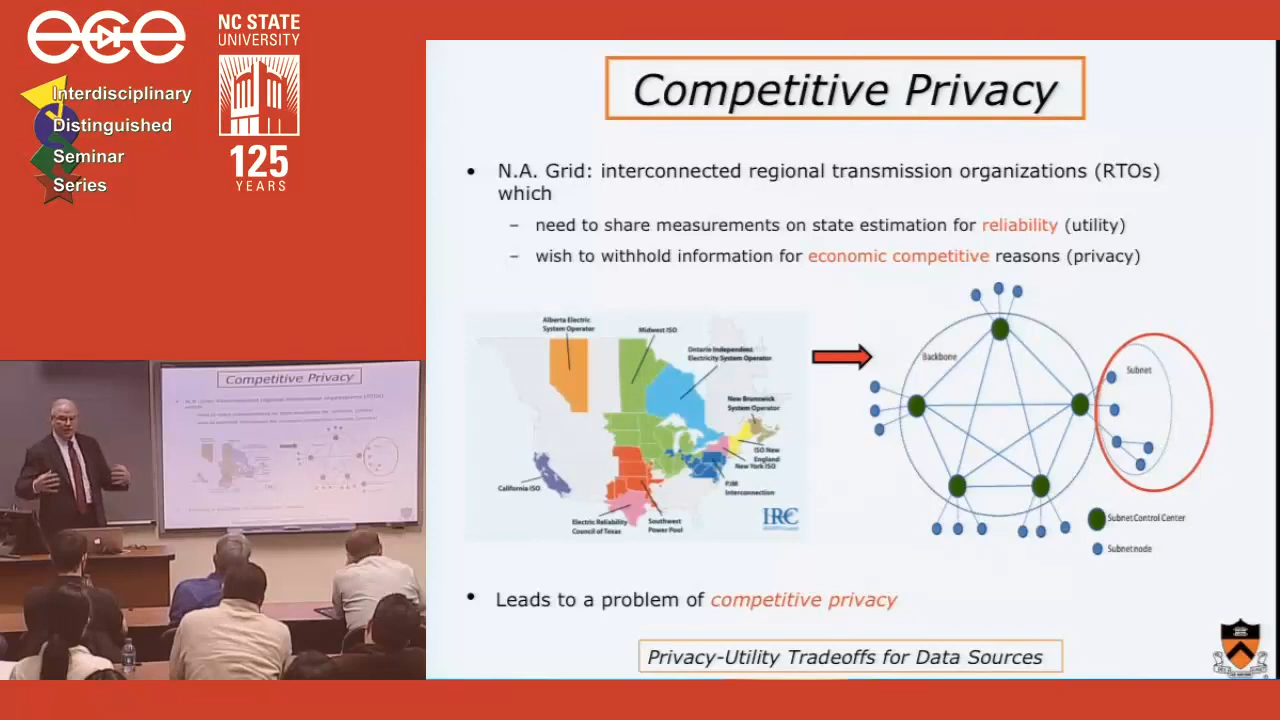 ece
NC STATE
UNIVERSITY
Interdisciplinary
Distinguished
Seminar
Series
125
YEARS
Competitive Privacy
• N.A. Grid: interconnected regional transmission organizations (RTOs)
which
– need to share measurements on state estimation for reliability (utility)
– wish to withhold information for economic competitive reasons (privacy)
Alberta Electric
System Operator
Midwest ISO
Ontario Independent
Electricity System Operator
New Brunswick
System Operator
ISO New
England
New York ISO
PJM
Interconnection
California ISO
Electric Reliability
Council of Texas
Southwest
Power Pool
IRC
Backbone
Subnet
Subnet Control Center
Subnet node
• Leads to a problem of competitive privacy
Privacy-Utility Tradeoffs for Data Sources
Competitive Privacy